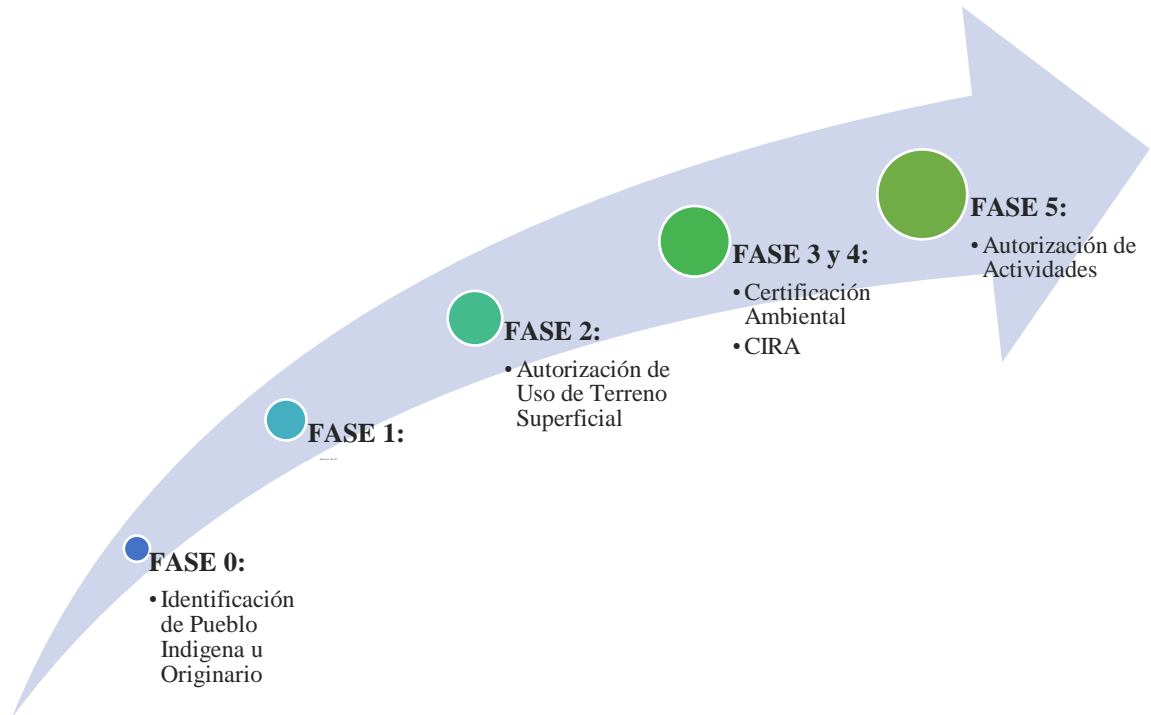 FASE 5:
• Autorización de
Actividades
FASE 3 y 4:
• Certificación
Ambiental
• CIRA
FASE 2:
• Autorización de
Uso de Terreno
Superficial
FASE 1:
FASE 0:
• Identificación
de Pueblo
Indigena u
Originario